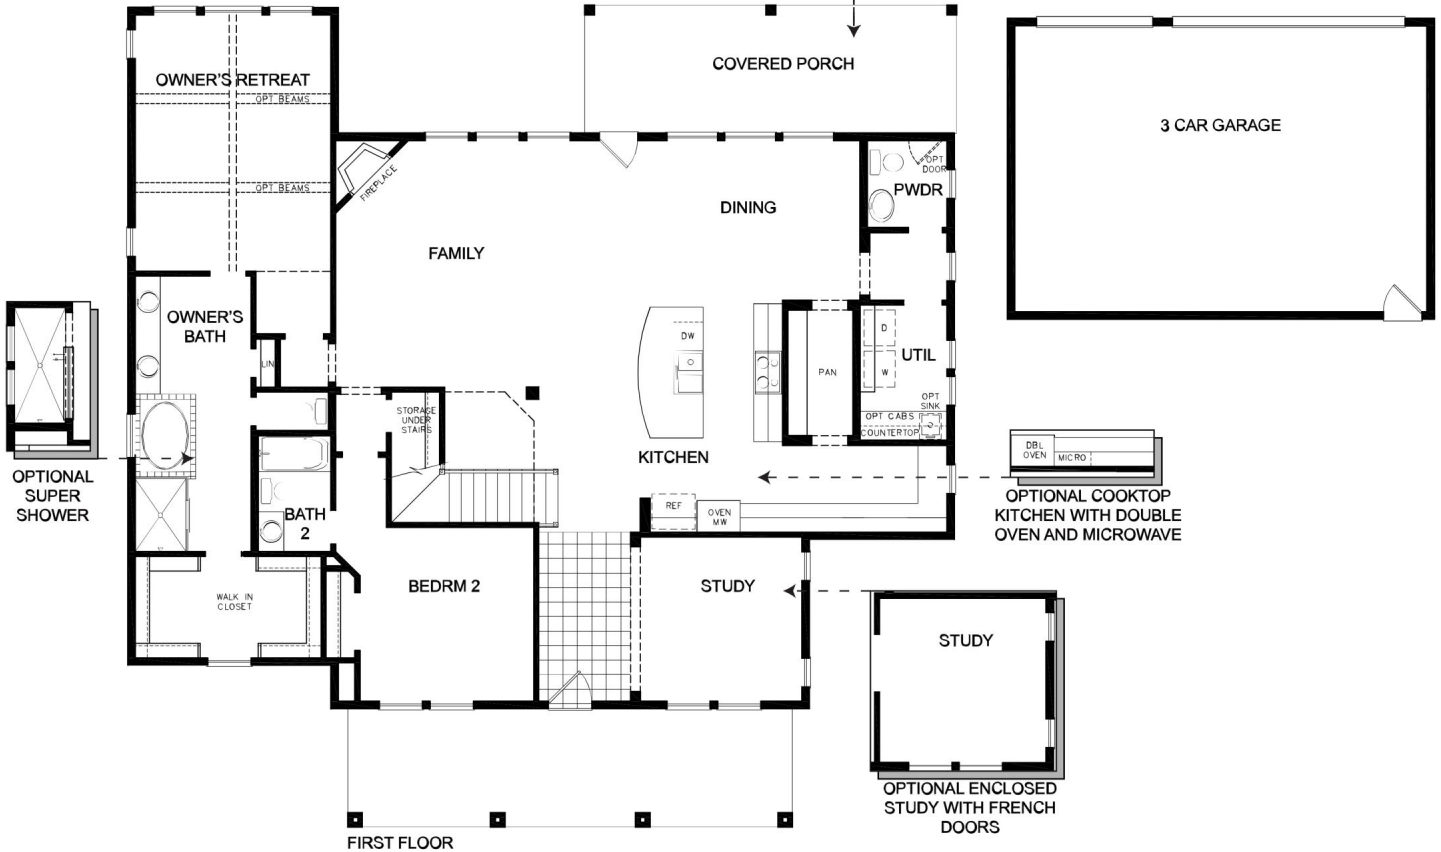 COVERED PORCH
OWNER'S RETREAT
OPT BEAMS
3 CAR GARAGE
OPT
DOOR
FIREPLACE
OPT BEAMS
PWDR
DINING
FAMILY
OWNER'S
BATH
DW
D
UTIL
LIN
PAN
W
OPT
SINK
STORAGE
UNDER
STAIRS
OPT CABS
COUNTERTOP
KITCHEN
DBL
OVEN
MICRO
OPTIONAL
SUPER
SHOWER
REF
OVEN
MW
BATH
2
OPTIONAL COOKTOP
KITCHEN WITH DOUBLE
OVEN AND MICROWAVE
BEDRM 2
STUDY
WALK IN
CLOSET
STUDY
OPTIONAL ENCLOSED
STUDY WITH FRENCH
DOORS
FIRST FLOOR